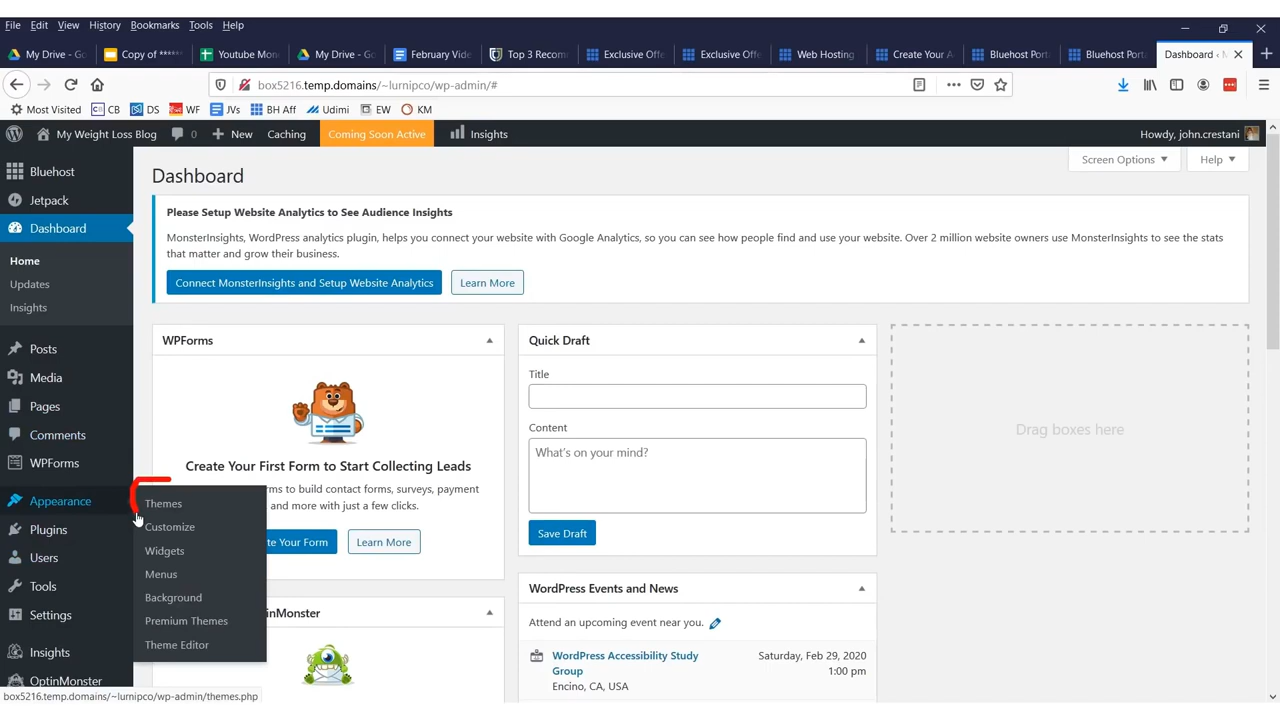 File Edit View History Bookmarks Tools Help
My Drive - Go Copy of ***** Youtube Mon My Drive - Go February Vide Top 3 Recom Exclusive Offe Exclusive Offe Web Hosting Create Your A Bluehost Port Bluehost Port Dashboard ‹ M
box5216.temp.domains/~lurnipco/wp-admin/#
Most Visited CB DS WF JVs BH Aff Udimi EW KM
My Weight Loss Blog 0 New Caching Coming Soon Active Insights Howdy, john.crestani
Bluehost
Jetpack
Dashboard
Home
Updates
Insights
Posts
Media
Pages
Comments
WPForms
Appearance
Plugins
Users
Tools
Settings
Insights
OptinMonster
Themes
Customize
Widgets
Menus
Background
Premium Themes
Theme Editor
Screen Options Help
Dashboard
Please Setup Website Analytics to See Audience Insights
MonsterInsights, WordPress analytics plugin, helps you connect your website with Google Analytics, so you can see how people find and use your website. Over 2 million website owners use MonsterInsights to see the stats
that matter and grow their business.
Connect MonsterInsights and Setup Website Analytics Learn More
WPForms
Create Your First Form to Start Collecting Leads
rms to build contact forms, surveys, payment
and more with just a few clicks.
te Your Form Learn More
inMonster
Quick Draft
Title
Content
What's on your mind?
Save Draft
WordPress Events and News
Attend an upcoming event near you.
WordPress Accessibility Study Saturday, Feb 29, 2020
Group 1:00 pm
Encino, CA, USA
Drag boxes here
box5216.temp.domains/~lurnipco/wp-admin/themes.php